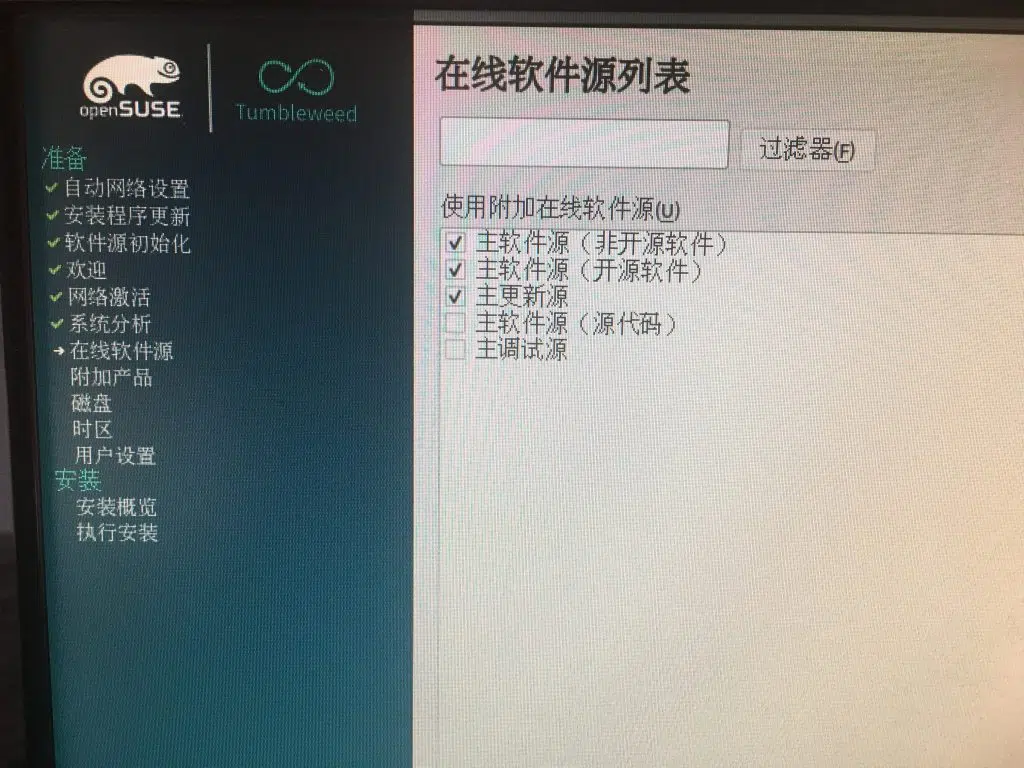 openSUSE
Tumbleweed
准备
自动网络设置
安装程序更新
软件源初始化
欢迎
网络激活
系统分析
在线软件源
附加产品
磁盘
时区
用户设置
安装
安装概览
执行安装
在线软件源列表
过滤器(F)
使用附加在线软件源(U)
主软件源（非开源软件）
主软件源（开源软件）
主更新源
主软件源（源代码）
主调试源